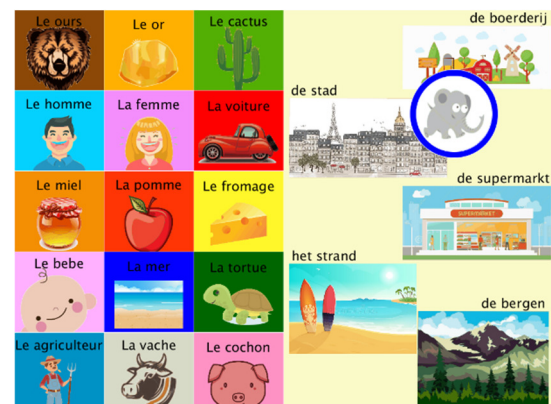 Le ours
Le or
Le cactus
Le homme
La femme
La voiture
Le miel
La pomme
Le fromage
Le bebe
La mer
La tortue
Le agriculteur
La vache
Le cochon
de boerderij
de stad
de supermarkt
SUPERMARKET
het strand
de bergen